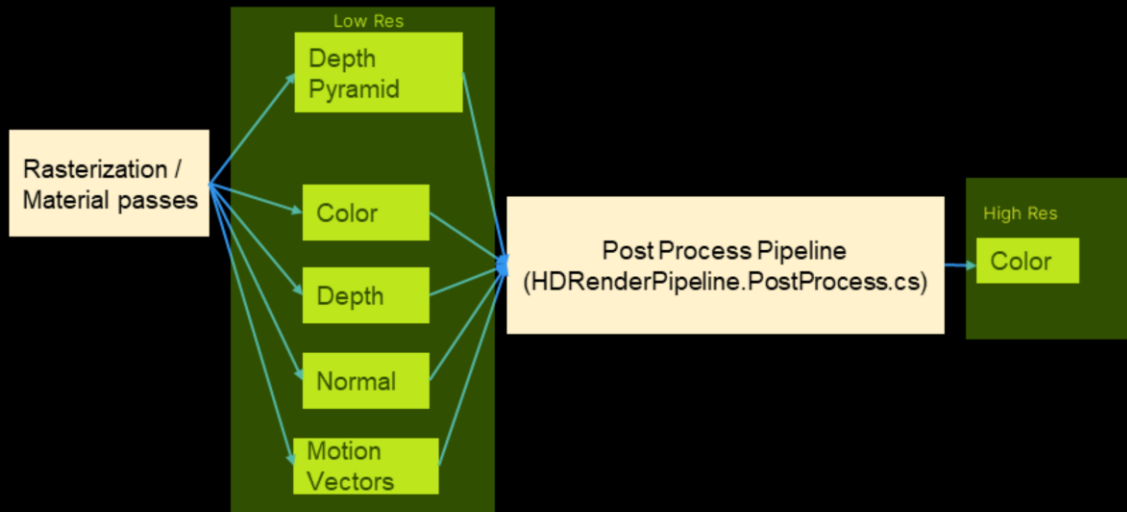 Low Res
Depth
Pyramid
Rasterization /
Material passes
Color
Depth
Normal
Motion
Vectors
Post Process Pipeline
(HDRenderPipeline.PostProcess.cs)
High Res
Color